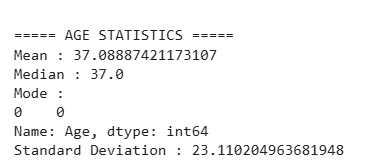 ===== AGE STATISTICS =====
Mean : 37.08887421173107
Median : 37.0
Mode :
0    0
Name: Age, dtype: int64
Standard Deviation : 23.110204963681948